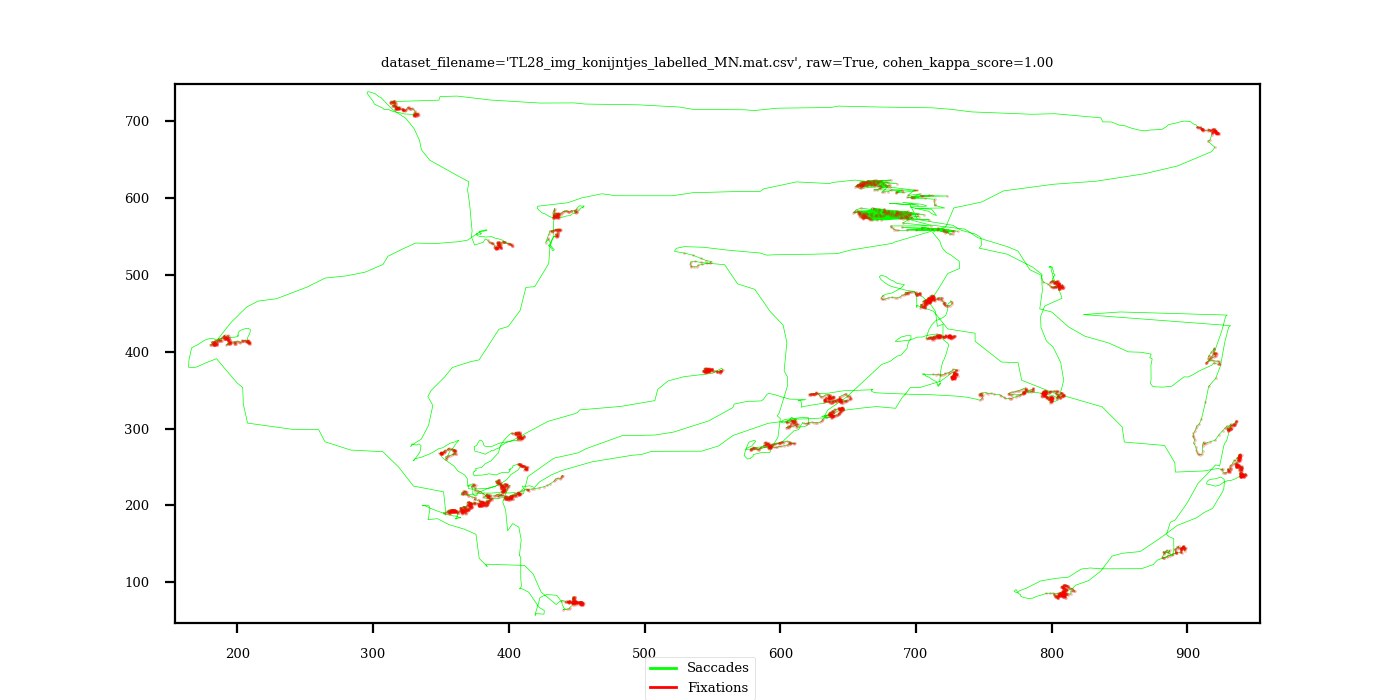 dataset_filename='TL28_img_konijntjes_labelled_MN.mat.csv', raw=True, cohen_kappa_score=1.00
700
600
500
400
300
200
100
200 300 400 500 600 700 800 900
Saccades
Fixations